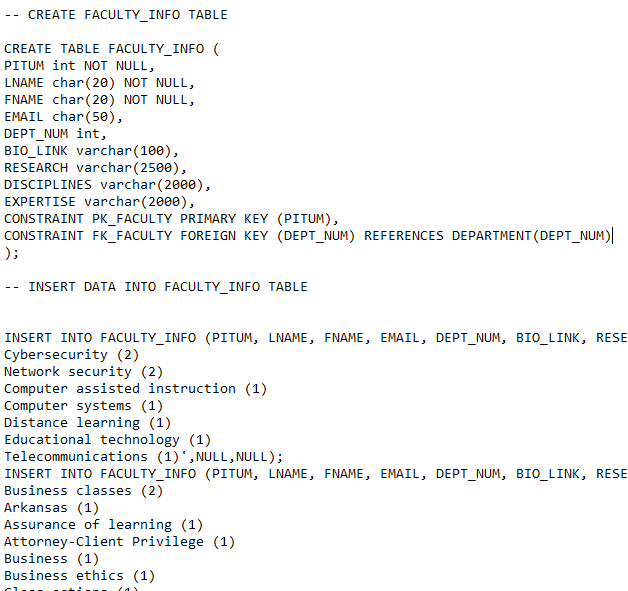 -- CREATE FACULTY_INFO TABLE
CREATE TABLE FACULTY_INFO (
PITUM int NOT NULL,
LNAME char(20) NOT NULL,
FNAME char(20) NOT NULL,
EMAIL char(50),
DEPT_NUM int,
BIO_LINK varchar(100),
RESEARCH varchar(2500),
DISCIPLINES varchar(2000),
EXPERTISE varchar(2000),
CONSTRAINT PK_FACULTY PRIMARY KEY (PITUM),
CONSTRAINT FK_FACULTY FOREIGN KEY (DEPT_NUM) REFERENCES DEPARTMENT(DEPT_NUM)
);
-- INSERT DATA INTO FACULTY_INFO TABLE
INSERT INTO FACULTY_INFO (PITUM, LNAME, FNAME, EMAIL, DEPT_NUM, BIO_LINK, RESE
Cybersecurity (2)
Network security (2)
Computer assisted instruction (1)
Computer systems (1)
Distance learning (1)
Educational technology (1)
Telecommunications (1)',NULL,NULL);
INSERT INTO FACULTY_INFO (PITUM, LNAME, FNAME, EMAIL, DEPT_NUM, BIO_LINK, RESE
Business classes (2)
Arkansas (1)
Assurance of learning (1)
Attorney-Client Privilege (1)
Business (1)
Business ethics (1)